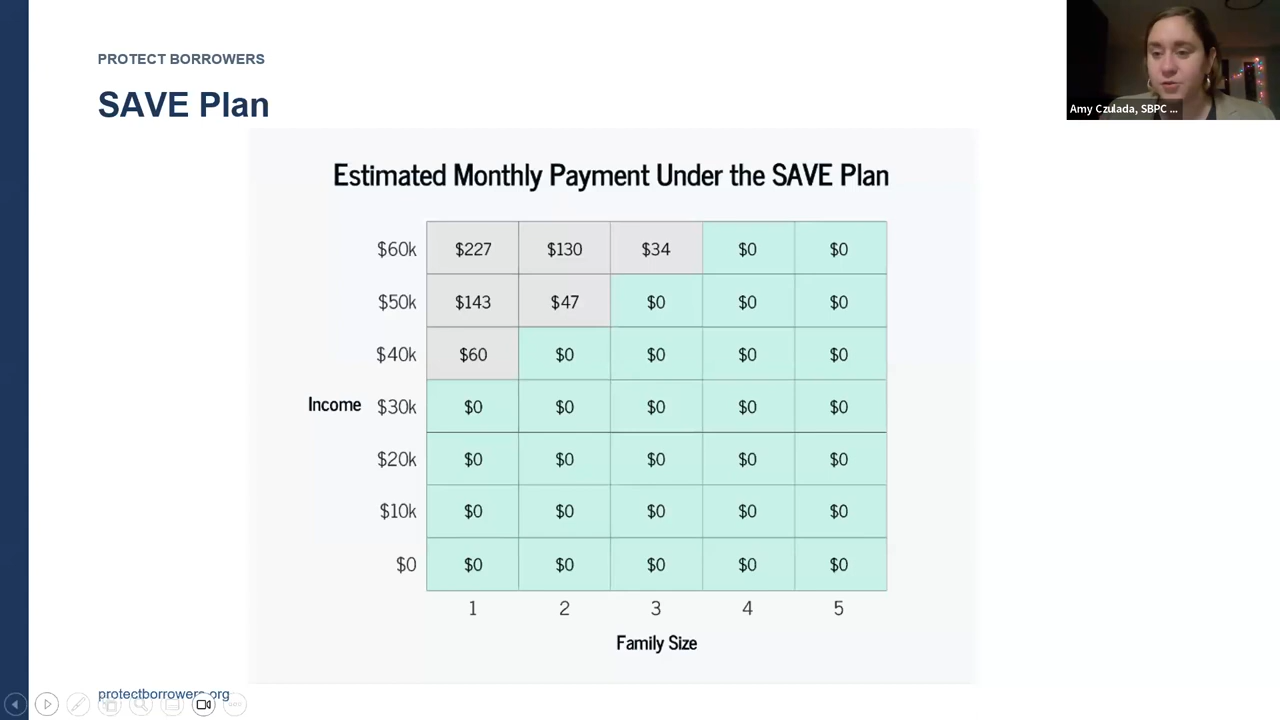 PROTECT BORROWERS
SAVE Plan
Amy Czulada, SBPC ...
Estimated Monthly Payment Under the SAVE Plan
$60k $227 $130 $34 $0 $0
$50k $143 $47 $0 $0 $0
$40k $60 $0 $0 $0 $0
Income $30k $0 $0 $0 $0 $0
$20k $0 $0 $0 $0 $0
$10k $0 $0 $0 $0 $0
$0 $0 $0 $0 $0 $0
1 2 3 4 5
Family Size
protectborrowers.org